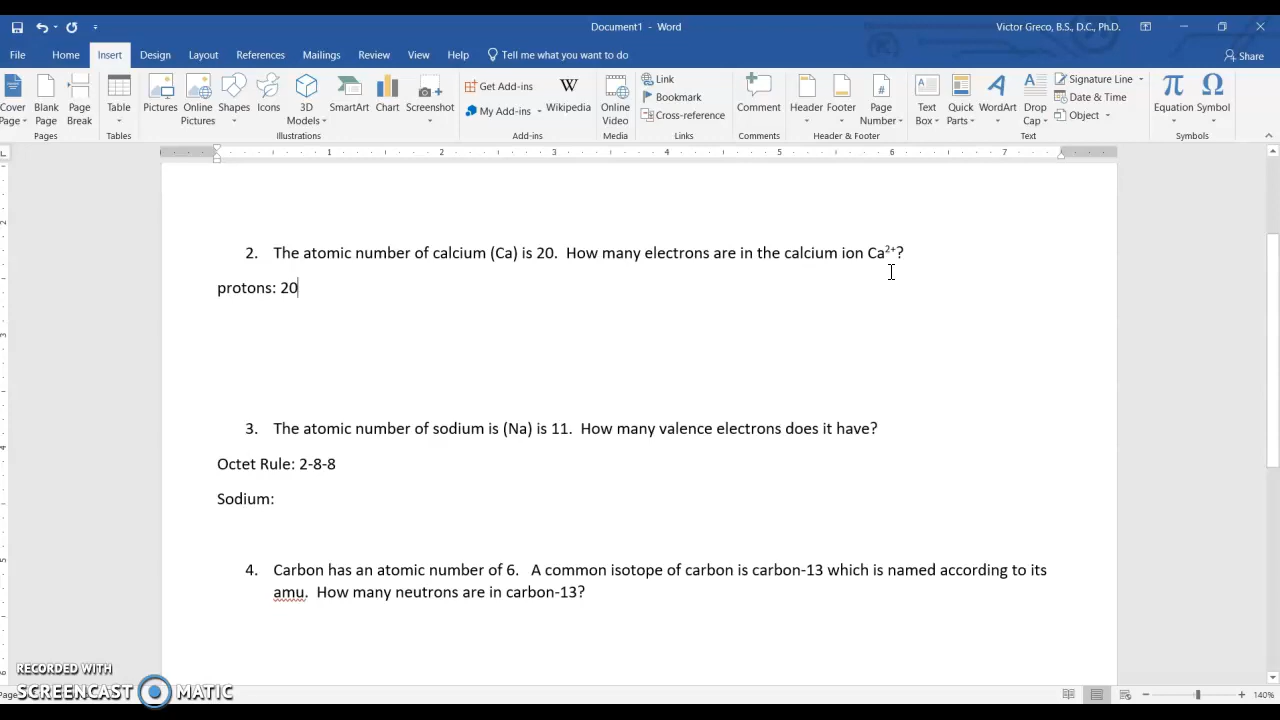 Document1 - Word
Victor Greco, B.S., D.C., Ph.D.
File Home Insert Design Layout References Mailings Review View Help Tell me what you want to do Share
Cover Page Blank Page Page Break Table Pictures Online Pictures Shapes Icons 3D Models SmartArt Chart Screenshot Get Add-ins My Add-ins Wikipedia Online Video Link Bookmark Cross-reference Comment Header Footer Page Number Text Box Quick Parts WordArt Drop Cap Signature Line Date & Time Object Equation Symbol
Pages Tables Illustrations Add-ins Media Links Comments Header & Footer Text Symbols
1 2 3 4 5 6 7
2. The atomic number of calcium (Ca) is 20. How many electrons are in the calcium ion Ca²⁺?
protons: 20
3. The atomic number of sodium is (Na) is 11. How many valence electrons does it have?
Octet Rule: 2-8-8
Sodium:
4. Carbon has an atomic number of 6. A common isotope of carbon is carbon-13 which is named according to its
amu. How many neutrons are in carbon-13?
RECORDED WITH
SCREENCAST MATIC
140%